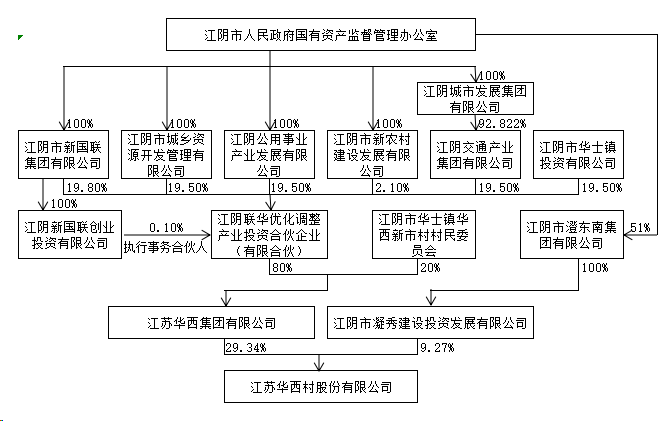 江阴市人民政府国有资产监督管理办公室
100%
江阴城市发展集团
有限公司
100%
100%
100%
100%
92.822%
江阴市新国联
集团有限公司
江阴市城乡资
源开发管理有
限公司
江阴公用事业
产业发展有限
公司
江阴市新农村
建设发展有限
公司
江阴交通产业
集团有限公司
江阴市华士镇
投资有限公司
19.80%
19.50%
19.50%
2.10%
19.50%
19.50%
100%
江阴新国联创业
投资有限公司
0.10%
执行事务合伙人
江阴联华优化调整
产业投资合伙企业
（有限合伙）
江阴市华士镇华
西新市村村民委
员会
江阴市澄东南集
团有限公司
51%
80%
20%
100%
江苏华西集团有限公司
江阴市凝秀建设投资发展有限公司
29.34%
9.27%
江苏华西村股份有限公司